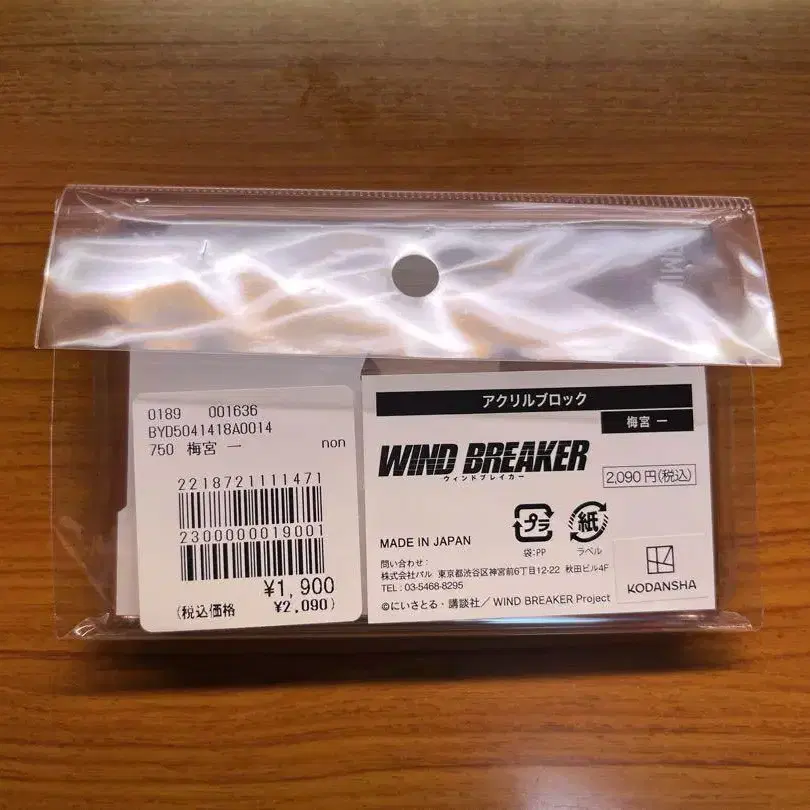 0189 001636
BYD5041418A0014
750 梅宮 一 non
2218721111471
2300000019001
¥1,900
(税込価格 ¥2,090)
アクリルブロック
梅宮 一
WIND BREAKER
ウィンドブレイカー
2,090円(税込)
プラ
紙
袋:PP
ラベル
MADE IN JAPAN
問い合わせ:
株式会社パル 東京都渋谷区神宮前6丁目12-22 秋田ビル4F
TEL : 03-5468-8295
©にいさとる・講談社/ WIND BREAKER Project
KODANSHA